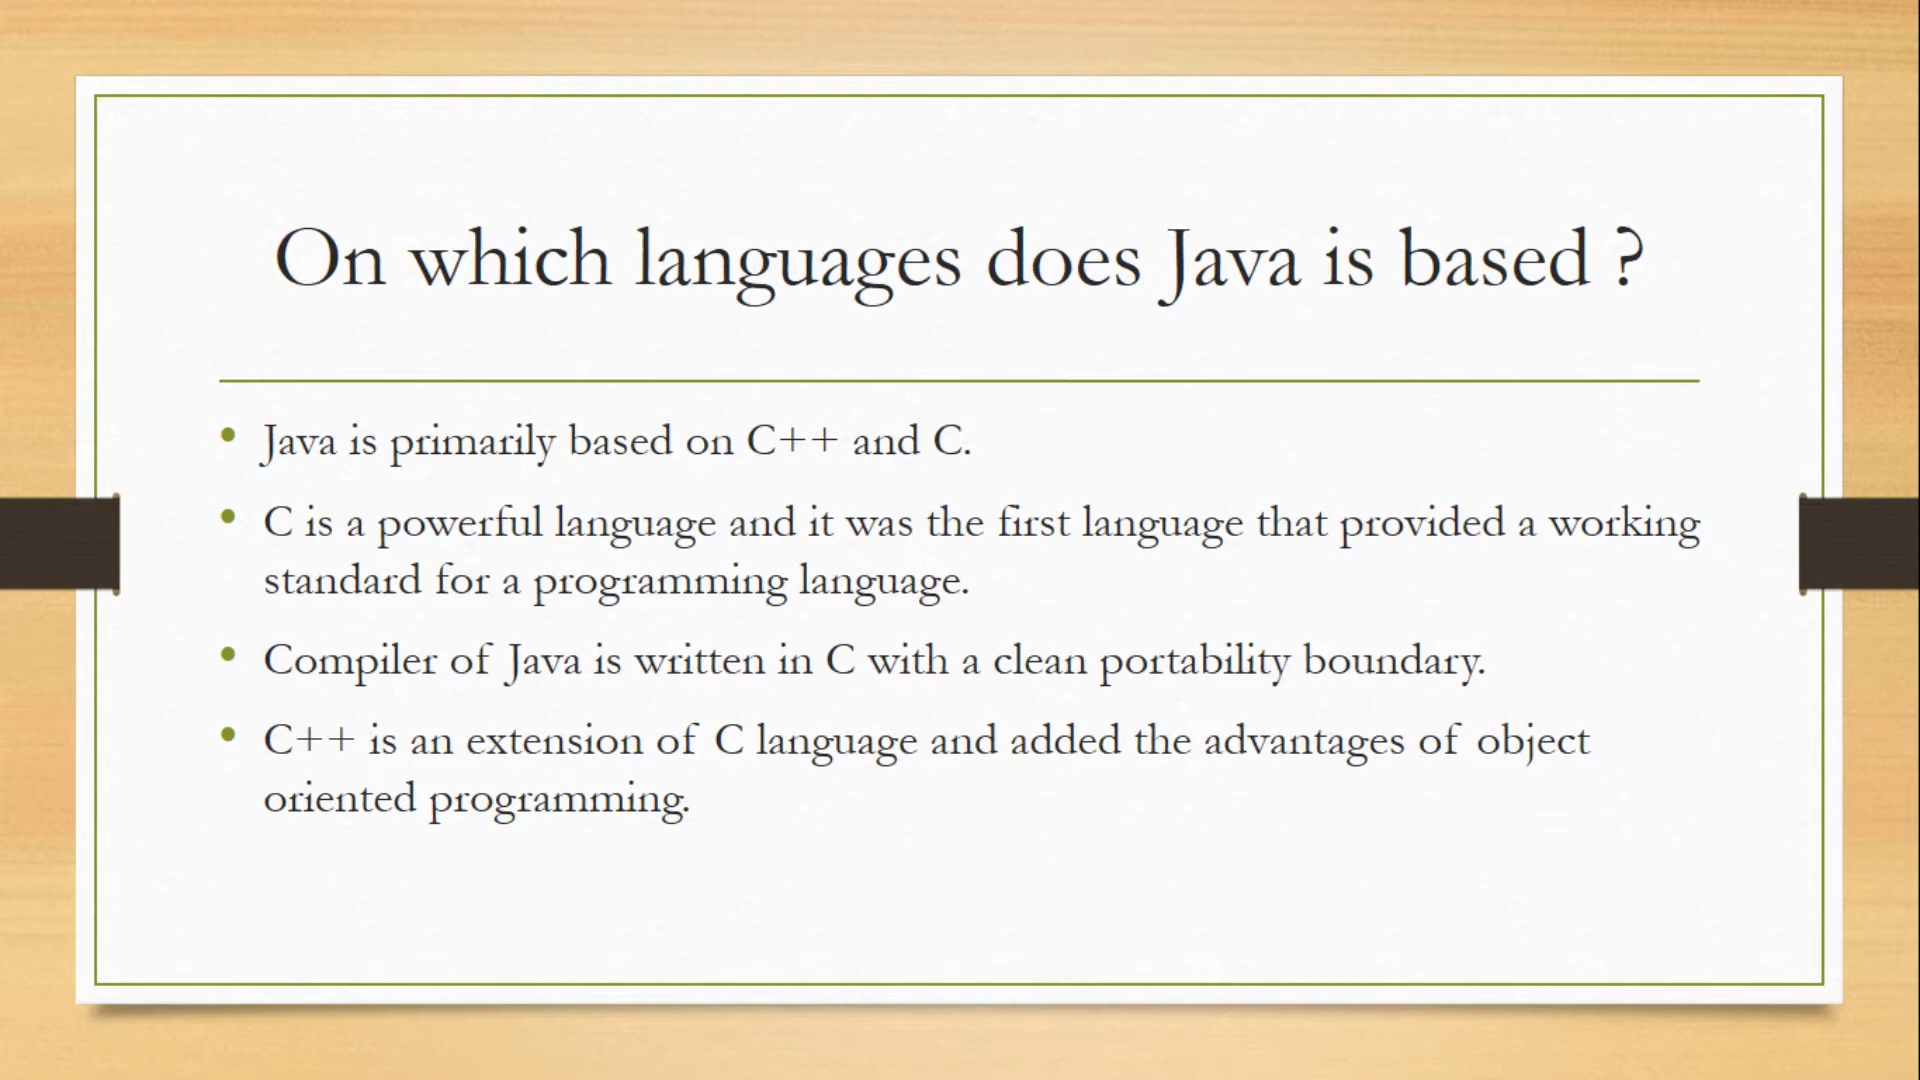 On which languages does Java is based ?
• Java is primarily based on C++ and C.
• C is a powerful language and it was the first language that provided a working
standard for a programming language.
• Compiler of Java is written in C with a clean portability boundary.
• C++ is an extension of C language and added the advantages of object
oriented programming.